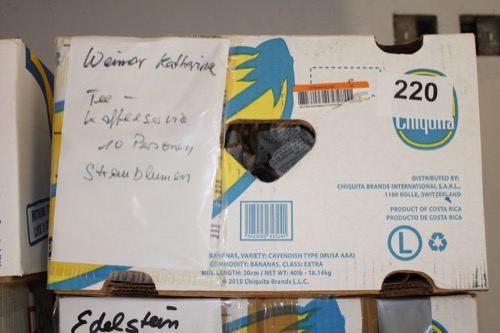 Weimar Katharina
Tee -
Kaffeeservice
10 Personen
Streublumen
220
Chiquita
DISTRIBUTED BY:
CHIQUITA BRANDS INTERNATIONAL S.A.R.L.,
1180 ROLLE, SWITZERLAND
PRODUCT OF COSTA RICA
PRODUCTO DE COSTA RICA
L
BANANAS, VARIETY: CAVENDISH TYPE (MUSA AAA)
COMMODITY: BANANAS, CLASS: EXTRA
MIN. LENGTH: 20cm / NET WT: 40lb - 18.14kg
© 2015 Chiquita Brands L.L.C.
Edelstein